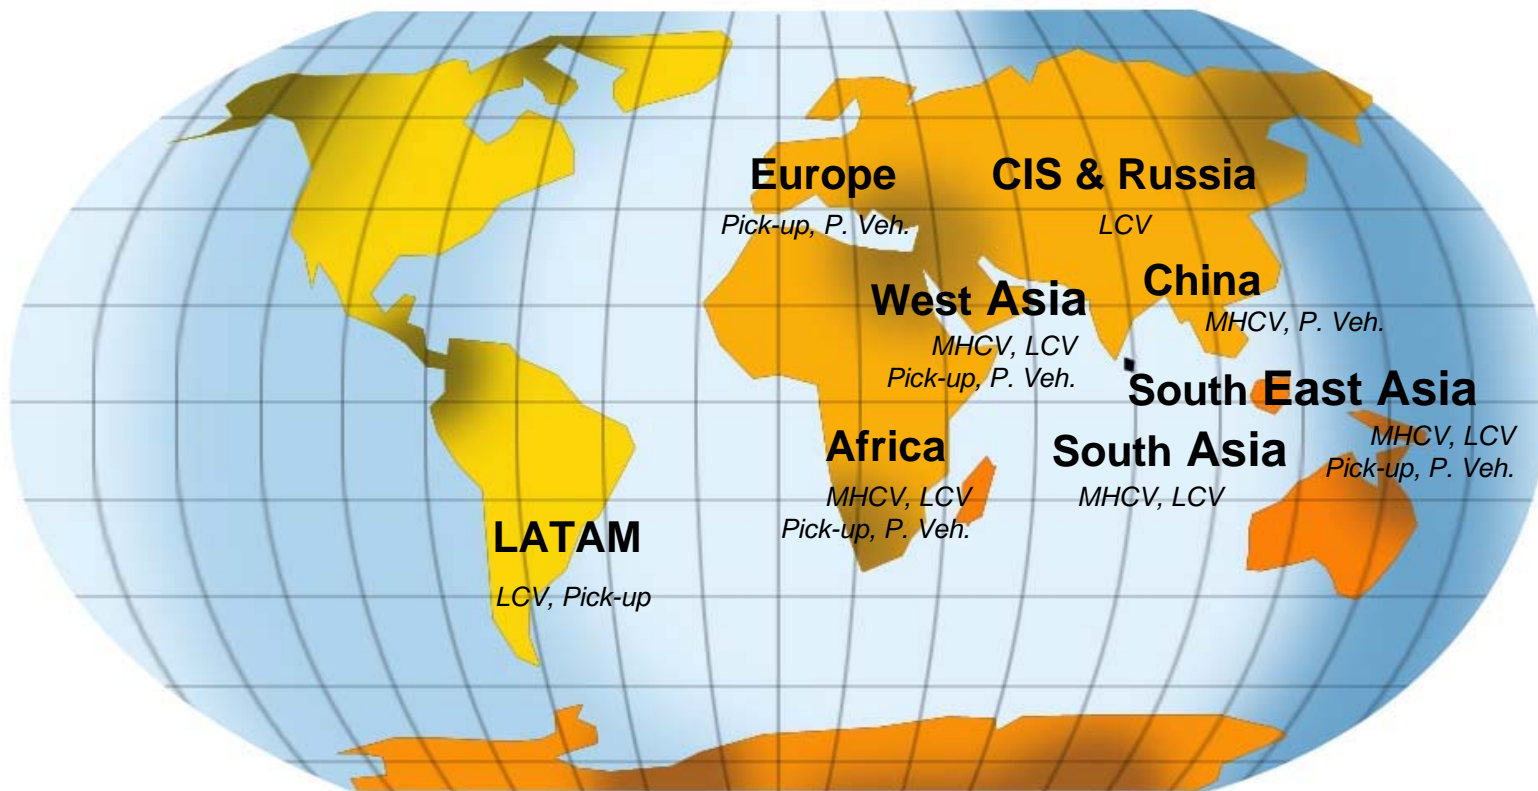 Europe
Pick-up, P. Veh.
CIS & Russia
LCV
China
MHCV, P. Veh.
West Asia
MHCV, LCV
Pick-up, P. Veh.
South East Asia
MHCV, LCV
Pick-up, P. Veh.
Africa
MHCV, LCV
Pick-up, P. Veh.
South Asia
MHCV, LCV
LATAM
LCV, Pick-up